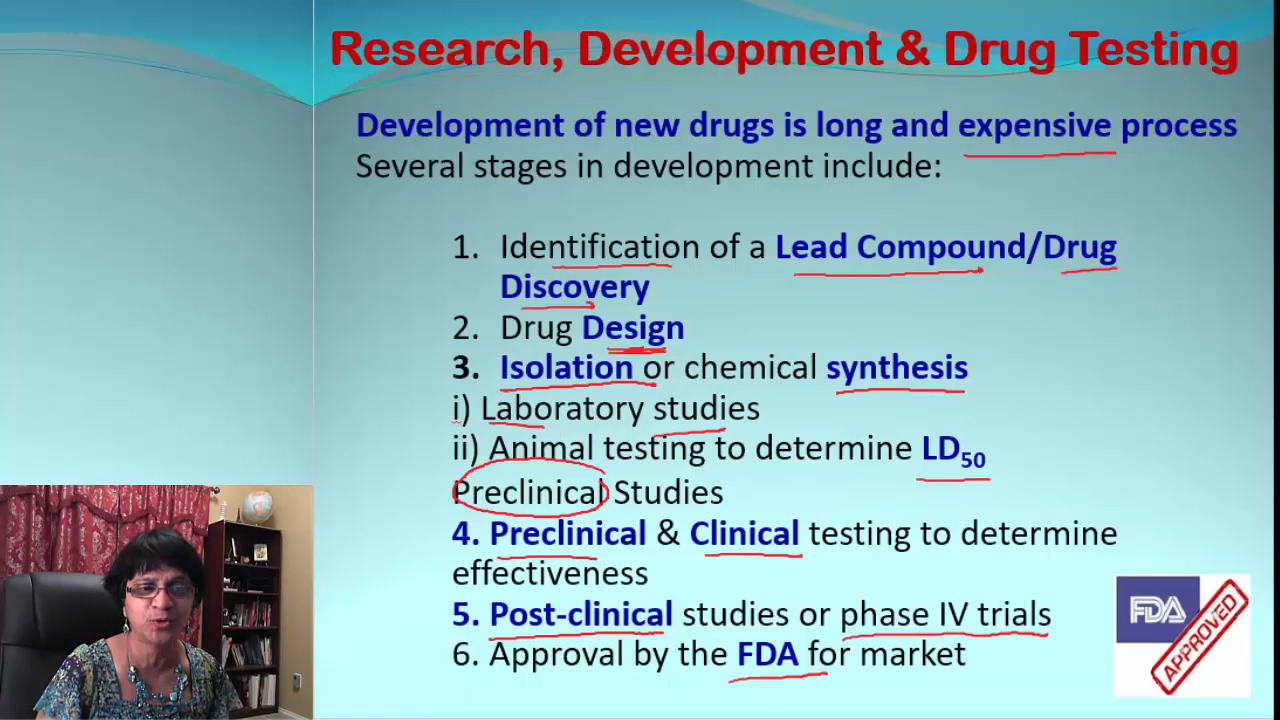 Research, Development & Drug Testing
Development of new drugs is long and expensive process
Several stages in development include:
1. Identification of a Lead Compound/Drug
Discovery
2. Drug Design
3. Isolation or chemical synthesis
i) Laboratory studies
ii) Animal testing to determine LD50
Preclinical Studies
4. Preclinical & Clinical testing to determine
effectiveness
5. Post-clinical studies or phase IV trials
6. Approval by the FDA for market
FDA
APPROVED